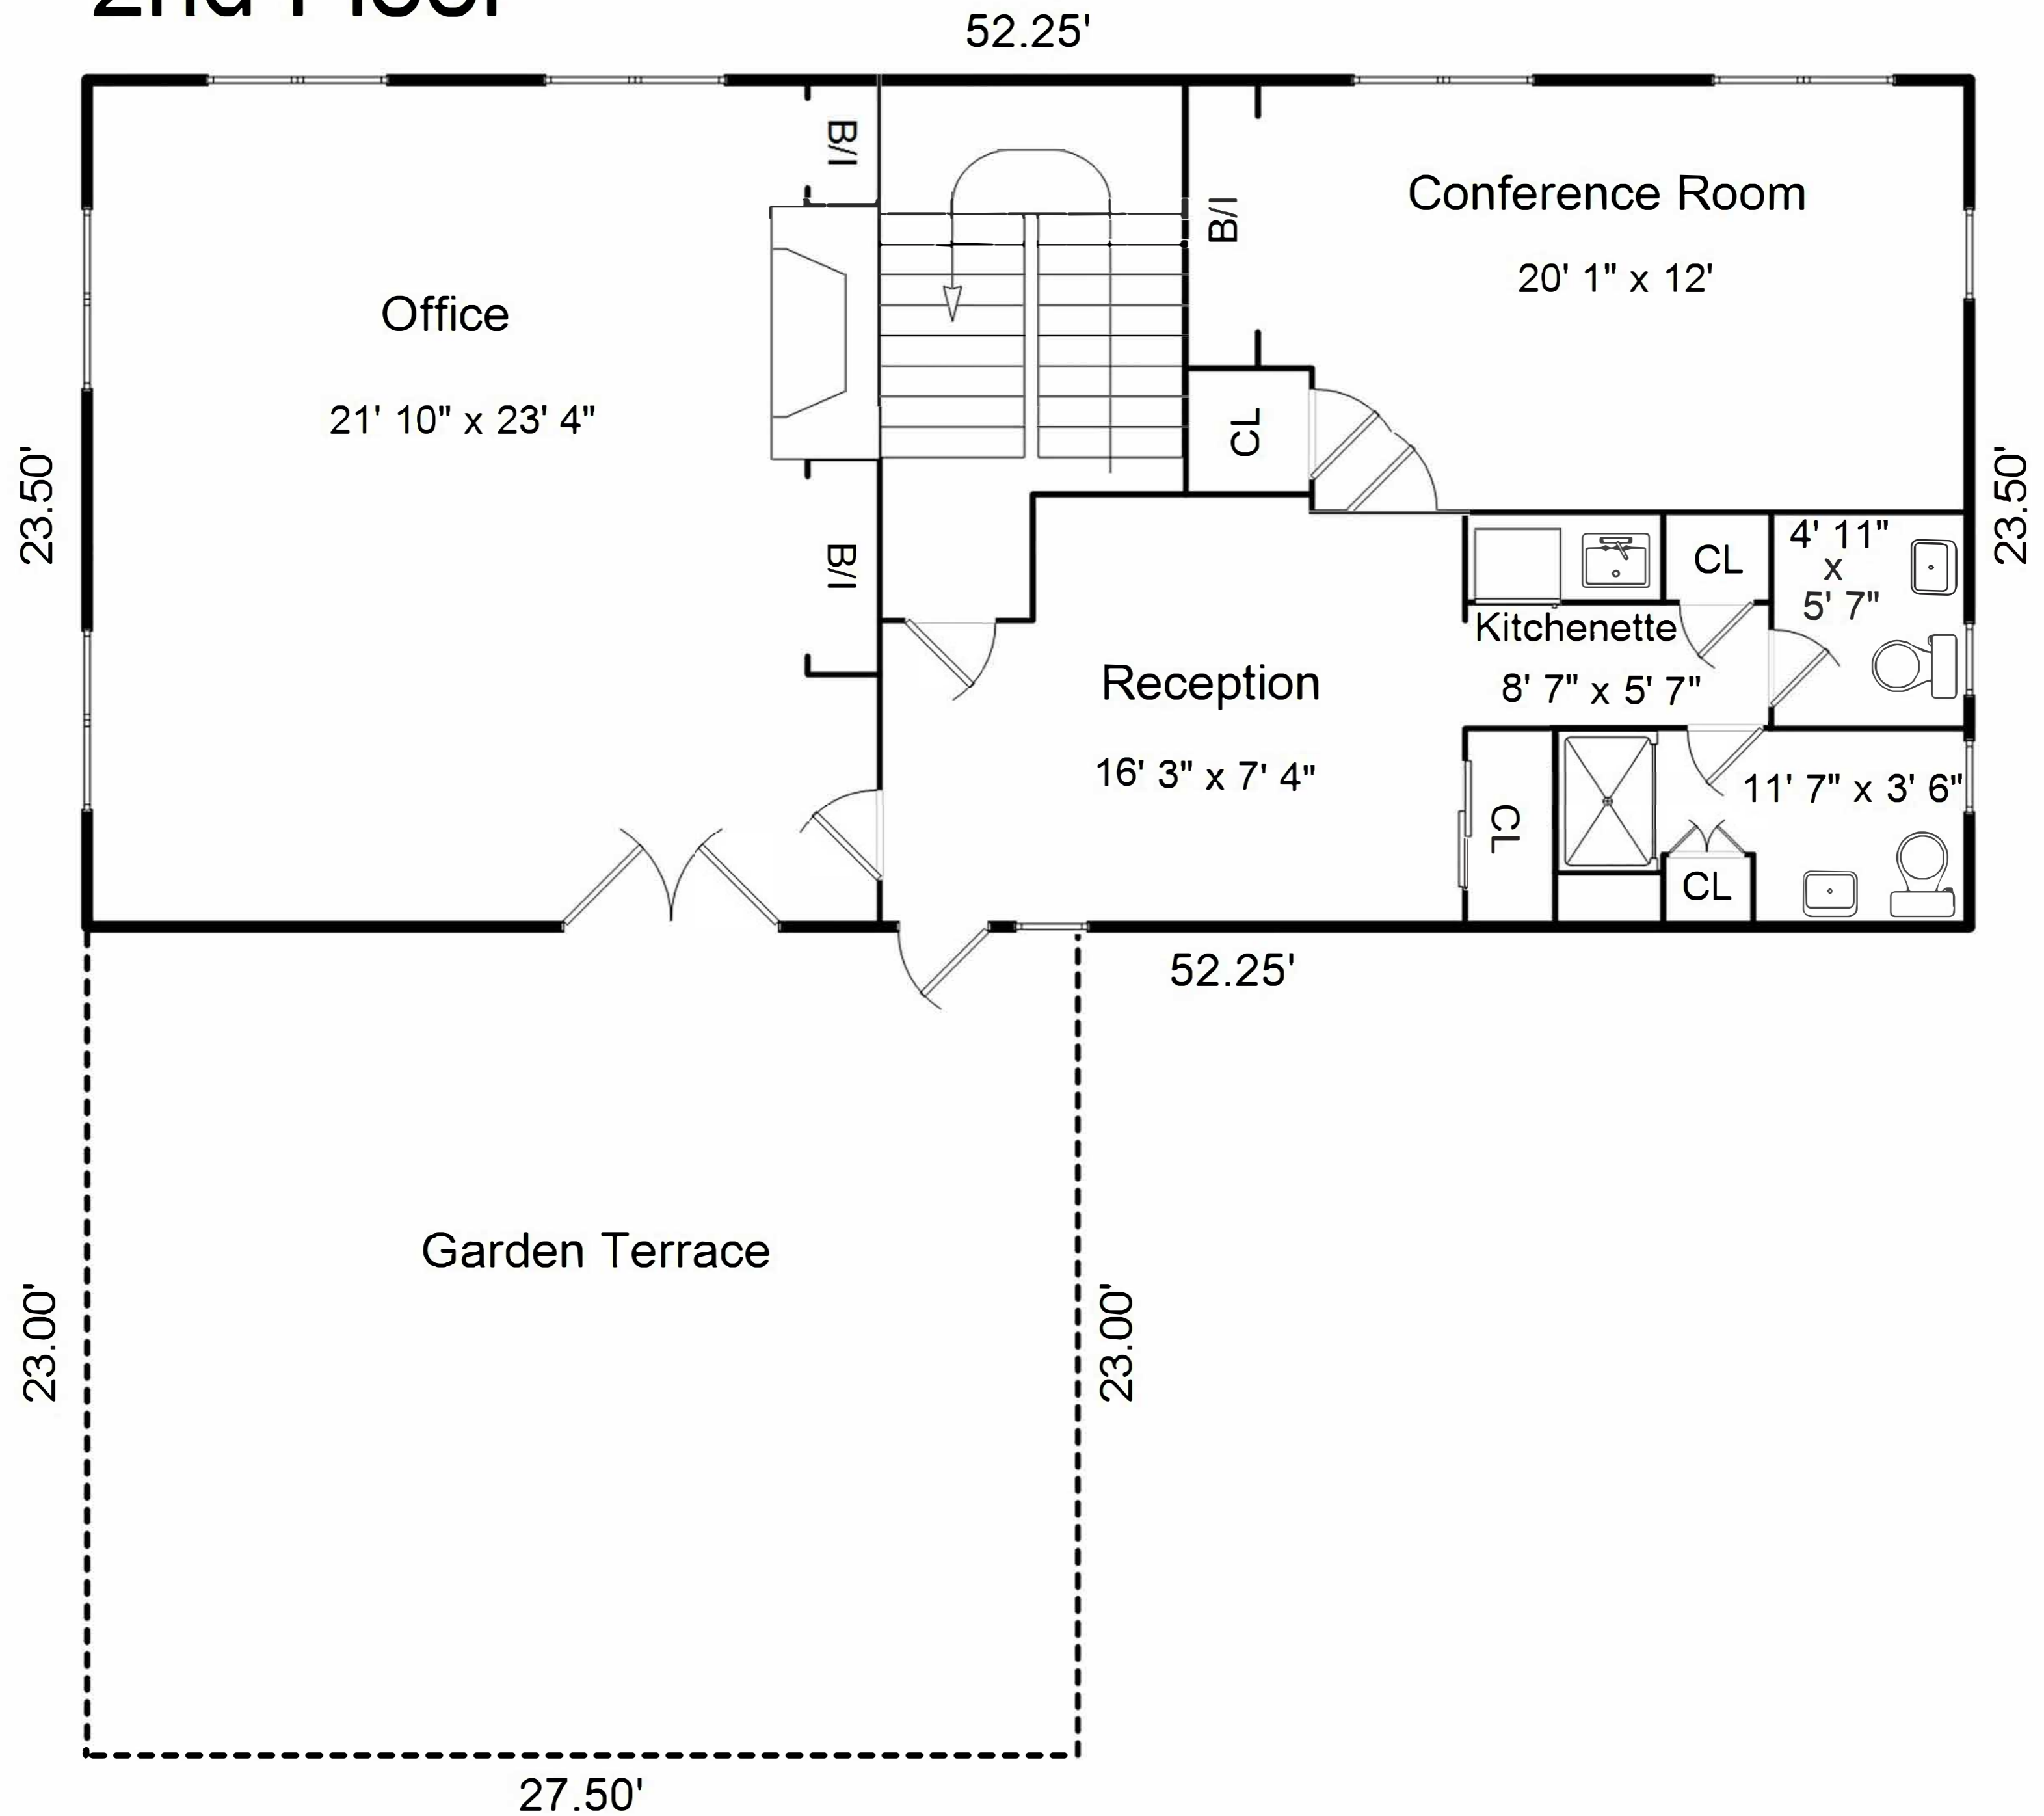 2nd Floor
52.25'
B/I
Conference Room
20' 1" x 12'
B/I
Office
21' 10" x 23' 4"
CL
23.50'
23.50'
B/I
CL
4' 11"
x
5' 7"
Kitchenette
8' 7" x 5' 7"
Reception
16' 3" x 7' 4"
11' 7" x 3' 6"
CL
CL
52.25'
Garden Terrace
23.00'
23.00'
27.50'